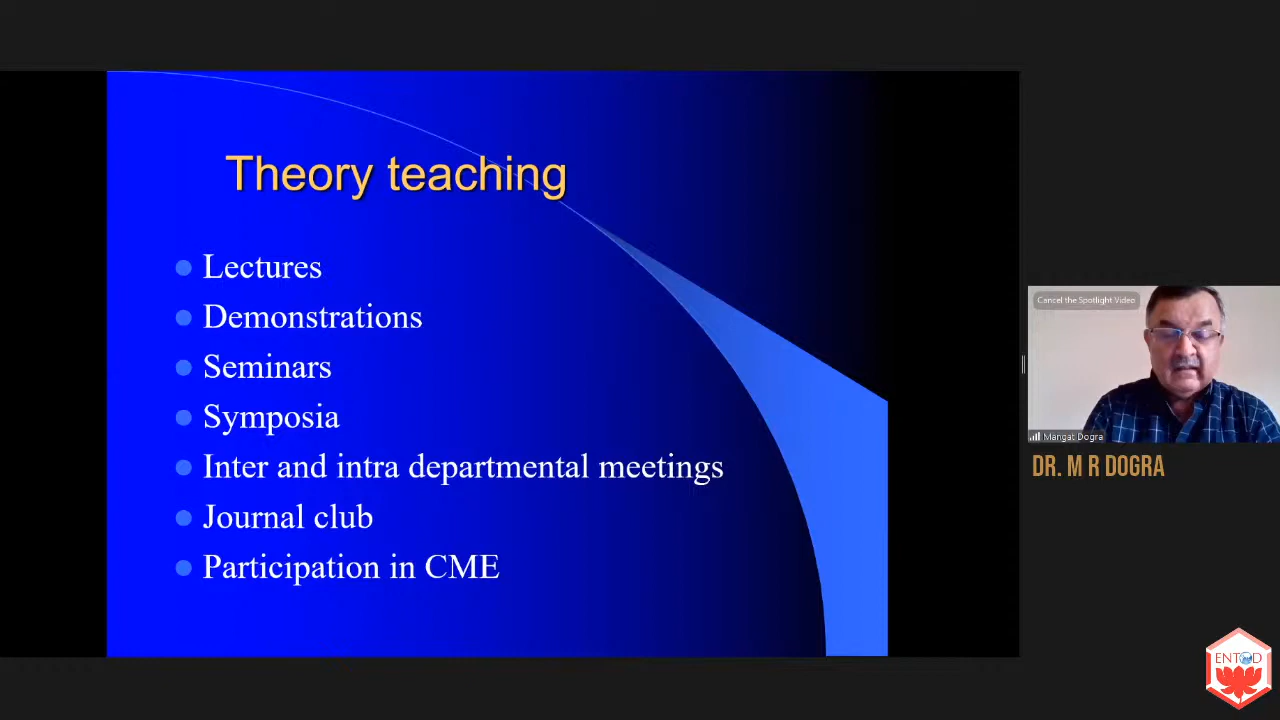 Theory teaching
Lectures
Demonstrations
Seminars
Symposia
Inter and intra departmental meetings
Journal club
Participation in CME
Cancel the Spotlight Video
Mangat Dogra
DR. M R DOGRA
ENTOD